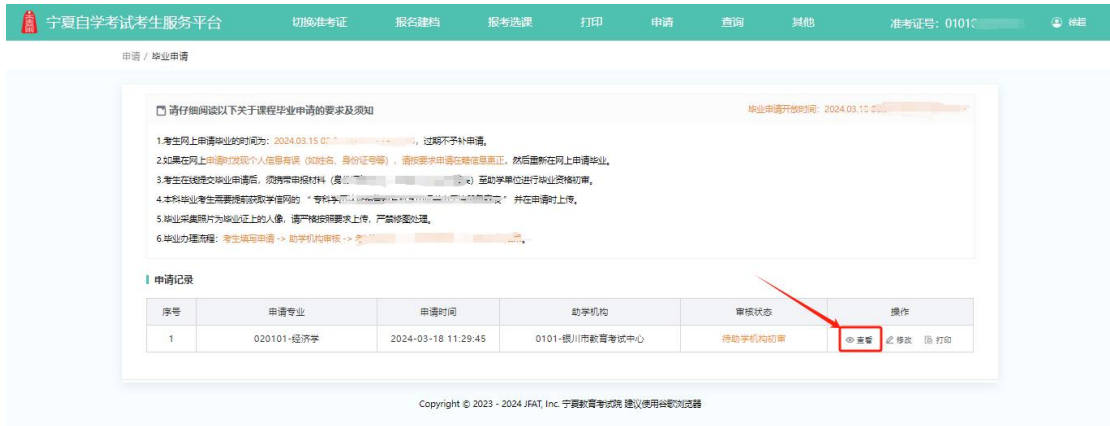 宁夏自学考试考生服务平台 切换准考证 报名建档 报考选课 打印 申请 查询 其他 准考证号：0101
申请 / 毕业申请
请仔细阅读以下关于课程毕业申请的要求及须知 毕业申请开放时间：2024.03.15
1.考生网上申请毕业的时间为：2024.03.15 ，过期不予补申请。
2.如果在网上申请时发现个人信息有误（如姓名、身份证号等），请按要求申请在籍信息更正，然后重新在网上申请毕业。
3.考生在线提交毕业申请后，须携带申报材料（ ）至助学单位进行毕业资格初审。
4.本科毕业考生需要提前获取学信网的 “ 专科 ” 并在申请时上传。
5.毕业采集照片为毕业证上的人像，请严格按照要求上传，严禁修图处理。
6.毕业办理流程：考生填写申请 -> 助学机构审核 ->
申请记录
序号 申请专业 申请时间 助学机构 审核状态 操作
1 020101-经济学 2024-03-18 11:29:45 0101-银川市教育考试中心 待助学机构初审 查看 修改 打印
Copyright © 2023 - 2024 JFAT, Inc. 宁夏教育考试院 建议使用谷歌浏览器